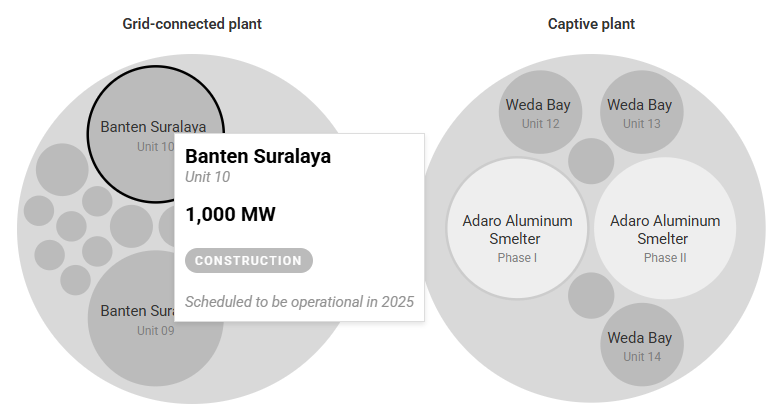 Grid-connected plant
Captive plant
Banten Suralaya
Unit 10
Banten Suralaya
Unit 10
1,000 MW
CONSTRUCTION
Scheduled to be operational in 2025
Banten Sura
Unit 09
Weda Bay
Unit 12
Weda Bay
Unit 13
Adaro Aluminum
Smelter
Phase I
Adaro Aluminum
Smelter
Phase II
Weda Bay
Unit 14